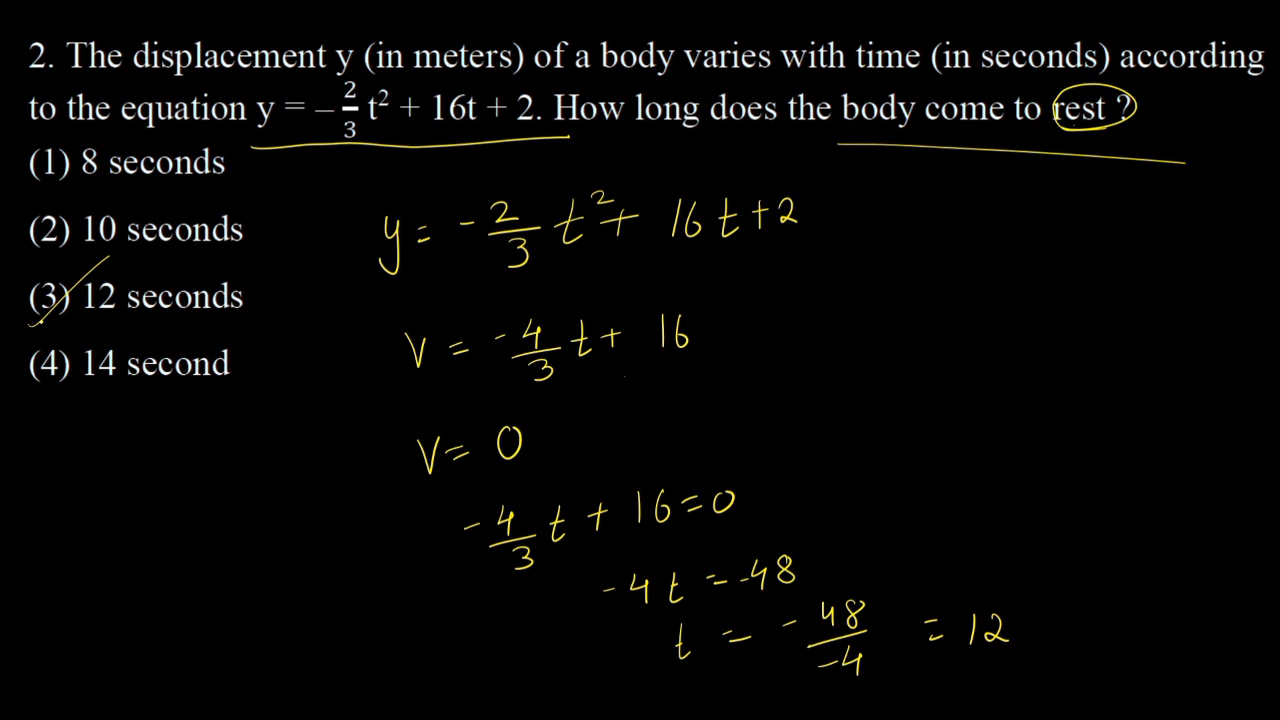 2. The displacement y (in meters) of a body varies with time (in seconds) according
to the equation y = – 2/3 t² + 16t + 2. How long does the body come to rest ?
(1) 8 seconds
(2) 10 seconds
(3) 12 seconds
(4) 14 second
y = - 2/3 t² + 16t + 2
v = - 4/3 t + 16
v = 0
- 4/3 t + 16 = 0
- 4t = -48
t = - 48/-4 = 12